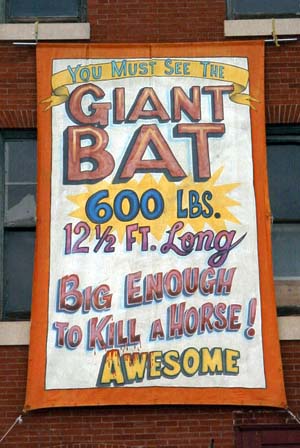 You Must See The
GIANT
BAT
600 LBS.
12½ FT. Long
BIG ENOUGH
TO KILL A HORSE!
AWESOME